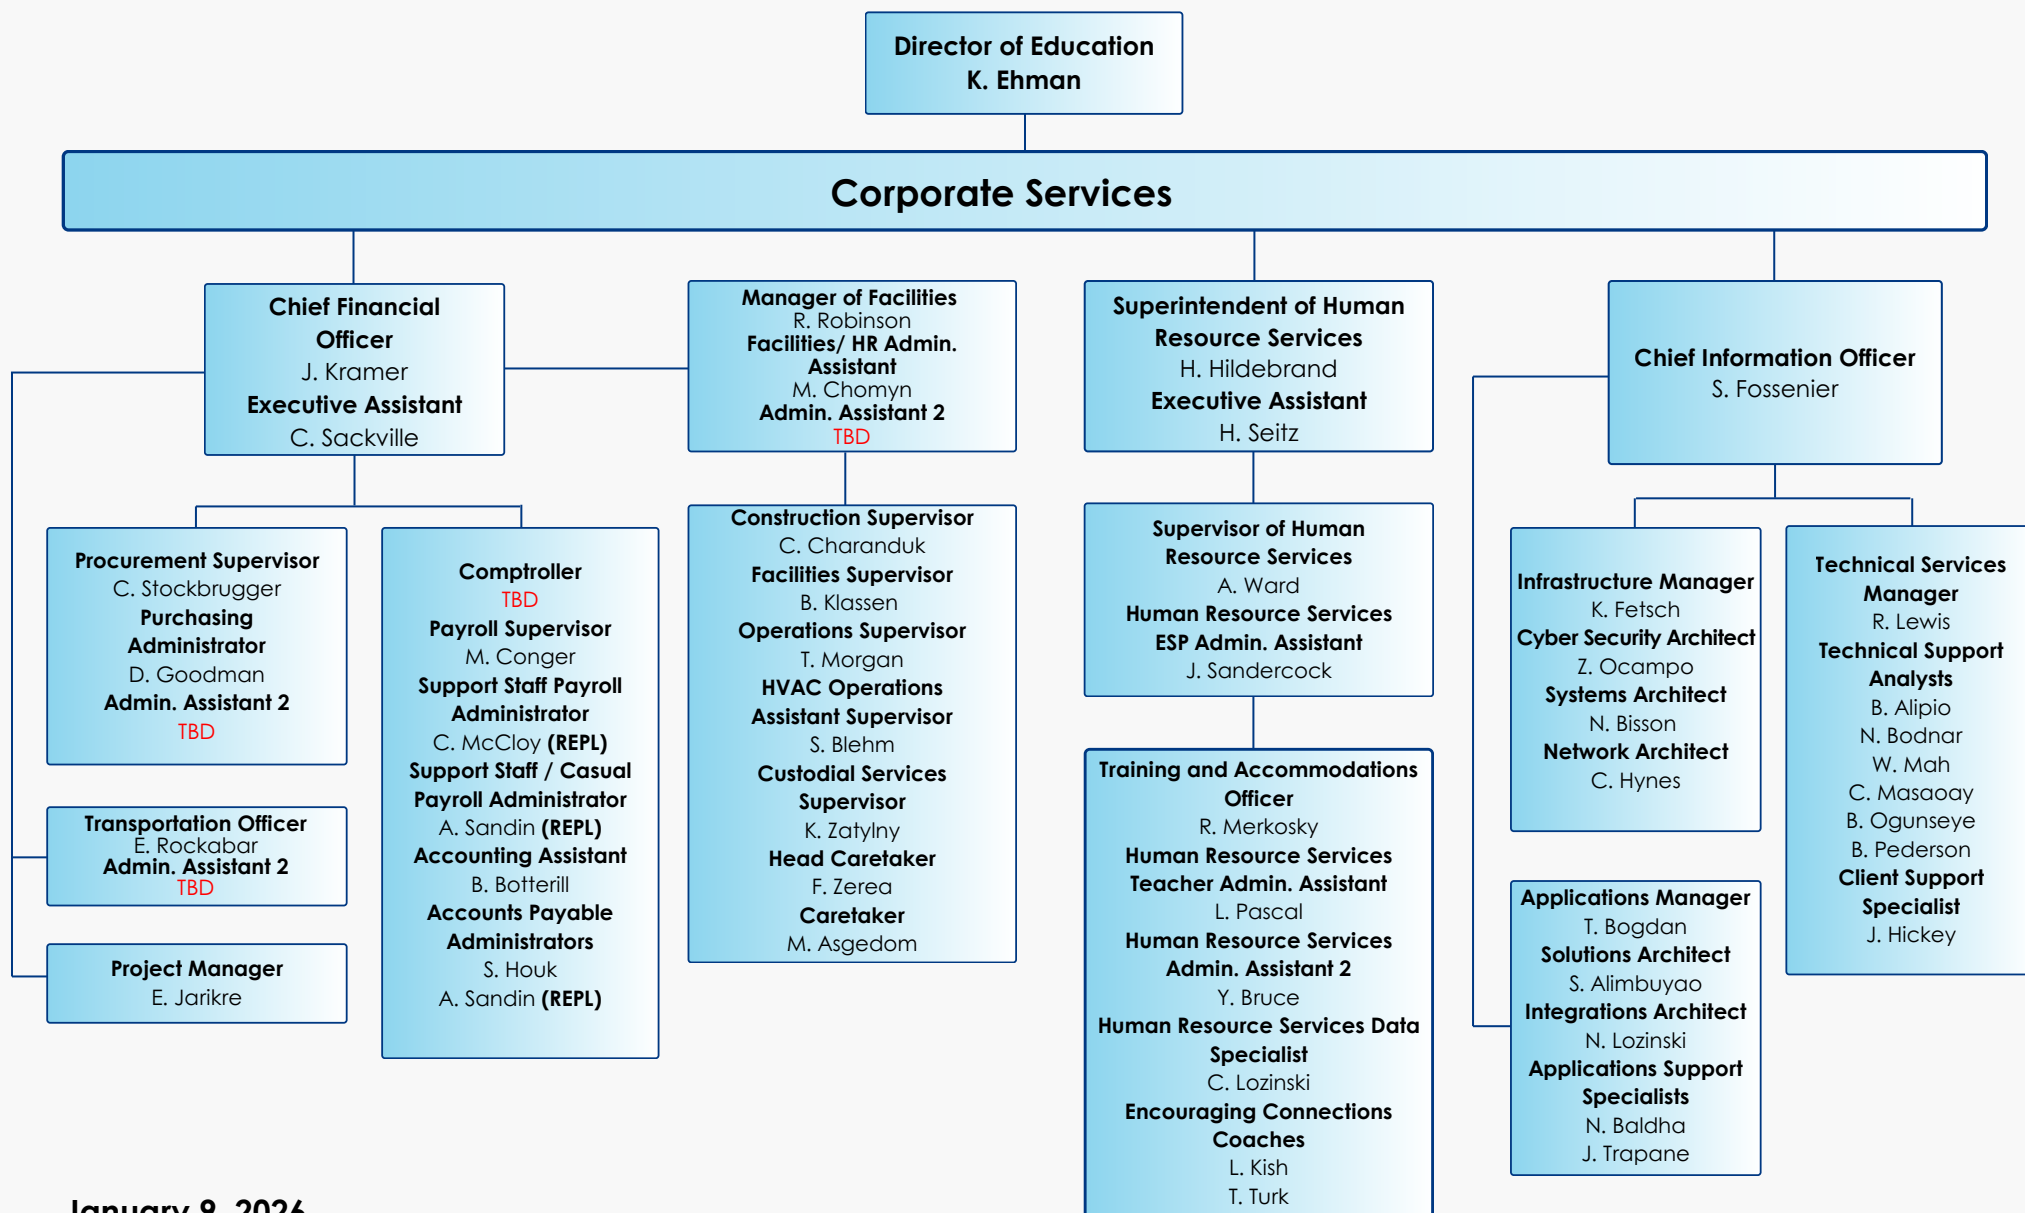 Director of Education
K. Ehman
Corporate Services
Chief Financial
Officer
J. Kramer
Executive Assistant
C. Sackville
Manager of Facilities
R. Robinson
Facilities/ HR Admin.
Assistant
M. Chomyn
Admin. Assistant 2
TBD
Superintendent of Human
Resource Services
H. Hildebrand
Executive Assistant
H. Seitz
Chief Information Officer
S. Fossenier
Procurement Supervisor
C. Stockbrugger
Purchasing
Administrator
D. Goodman
Admin. Assistant 2
TBD
Transportation Officer
E. Rockabar
Admin. Assistant 2
TBD
Project Manager
E. Jarikre
Comptroller
TBD
Payroll Supervisor
M. Conger
Support Staff Payroll
Administrator
C. McCloy (REPL)
Support Staff / Casual
Payroll Administrator
A. Sandin (REPL)
Accounting Assistant
B. Botterill
Accounts Payable
Administrators
S. Houk
A. Sandin (REPL)
Construction Supervisor
C. Charanduk
Facilities Supervisor
B. Klassen
Operations Supervisor
T. Morgan
HVAC Operations
Assistant Supervisor
S. Blehm
Custodial Services
Supervisor
K. Zatylny
Head Caretaker
F. Zerea
Caretaker
M. Asgedom
Supervisor of Human
Resource Services
A. Ward
Human Resource Services
ESP Admin. Assistant
J. Sandercock
Training and Accommodations
Officer
R. Merkosky
Human Resource Services
Teacher Admin. Assistant
L. Pascal
Human Resource Services
Admin. Assistant 2
Y. Bruce
Human Resource Services Data
Specialist
C. Lozinski
Encouraging Connections
Coaches
L. Kish
T. Turk
Infrastructure Manager
K. Fetsch
Cyber Security Architect
Z. Ocampo
Systems Architect
N. Bisson
Network Architect
C. Hynes
Applications Manager
T. Bogdan
Solutions Architect
S. Alimbuyao
Integrations Architect
N. Lozinski
Applications Support
Specialists
N. Baldha
J. Trapane
Technical Services
Manager
R. Lewis
Technical Support
Analysts
B. Alipio
N. Bodnar
W. Mah
C. Masaoay
B. Ogunseye
B. Pederson
Client Support
Specialist
J. Hickey
January 9, 2026